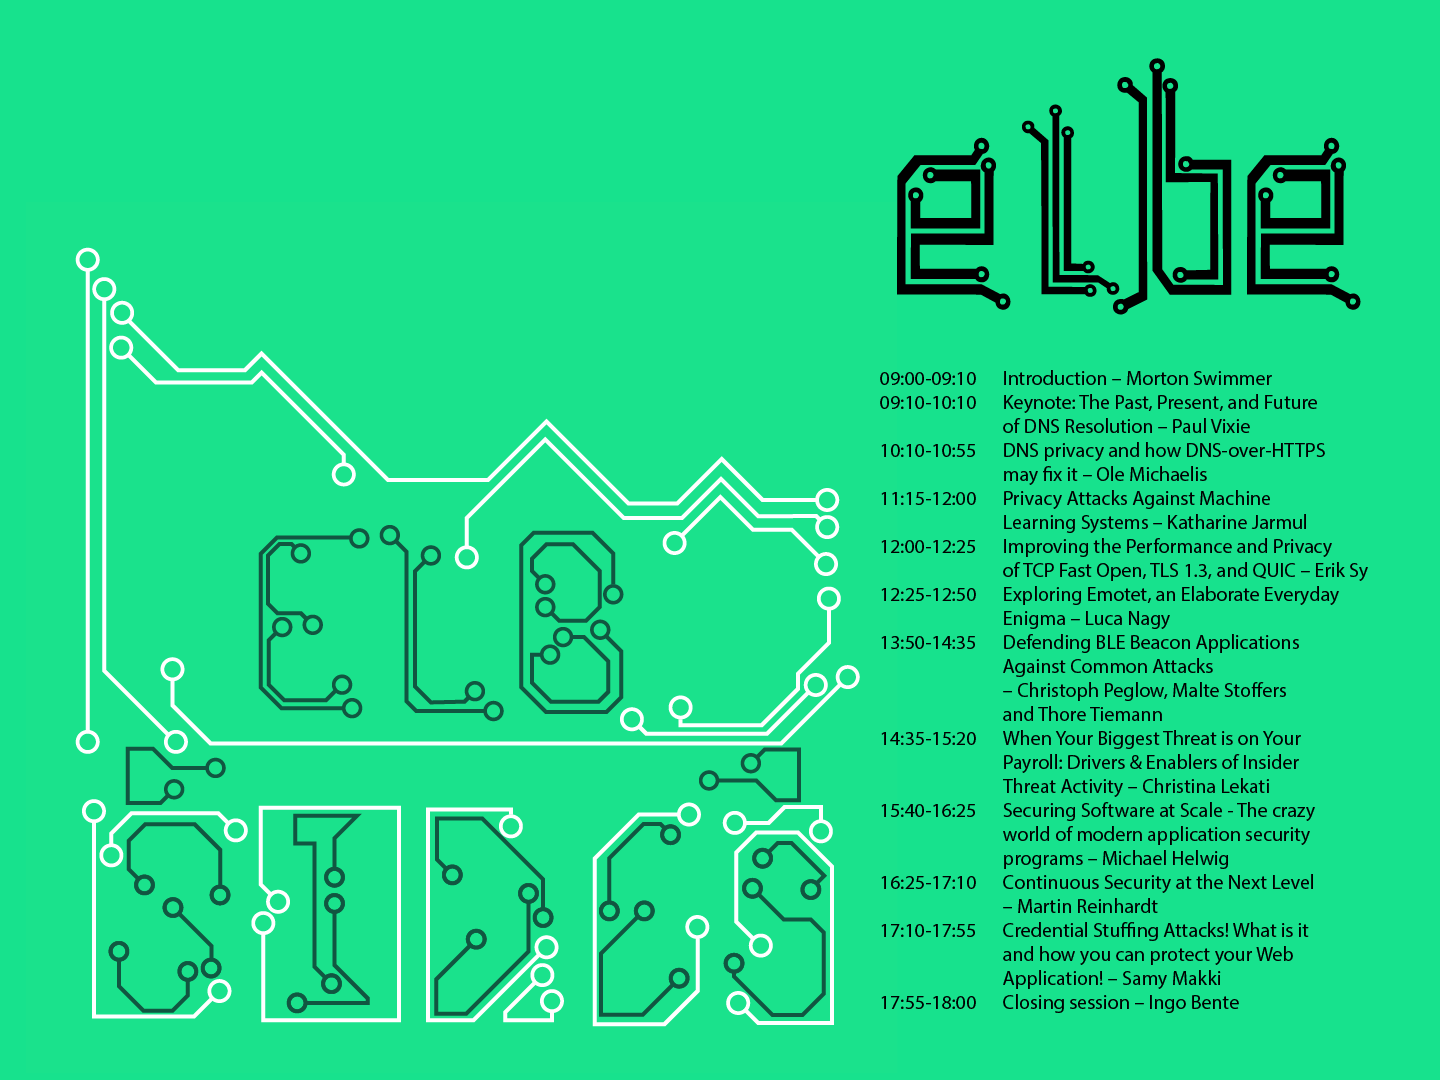 elbe
ELB
SIDES
09:00-09:10 Introduction – Morton Swimmer
09:10-10:10 Keynote: The Past, Present, and Future
of DNS Resolution – Paul Vixie
10:10-10:55 DNS privacy and how DNS-over-HTTPS
may fix it – Ole Michaelis
11:15-12:00 Privacy Attacks Against Machine
Learning Systems – Katharine Jarmul
12:00-12:25 Improving the Performance and Privacy
of TCP Fast Open, TLS 1.3, and QUIC – Erik Sy
12:25-12:50 Exploring Emotet, an Elaborate Everyday
Enigma – Luca Nagy
13:50-14:35 Defending BLE Beacon Applications
Against Common Attacks
– Christoph Peglow, Malte Stoffers
and Thore Tiemann
14:35-15:20 When Your Biggest Threat is on Your
Payroll: Drivers & Enablers of Insider
Threat Activity – Christina Lekati
15:40-16:25 Securing Software at Scale - The crazy
world of modern application security
programs – Michael Helwig
16:25-17:10 Continuous Security at the Next Level
– Martin Reinhardt
17:10-17:55 Credential Stuffing Attacks! What is it
and how you can protect your Web
Application! – Samy Makki
17:55-18:00 Closing session – Ingo Bente